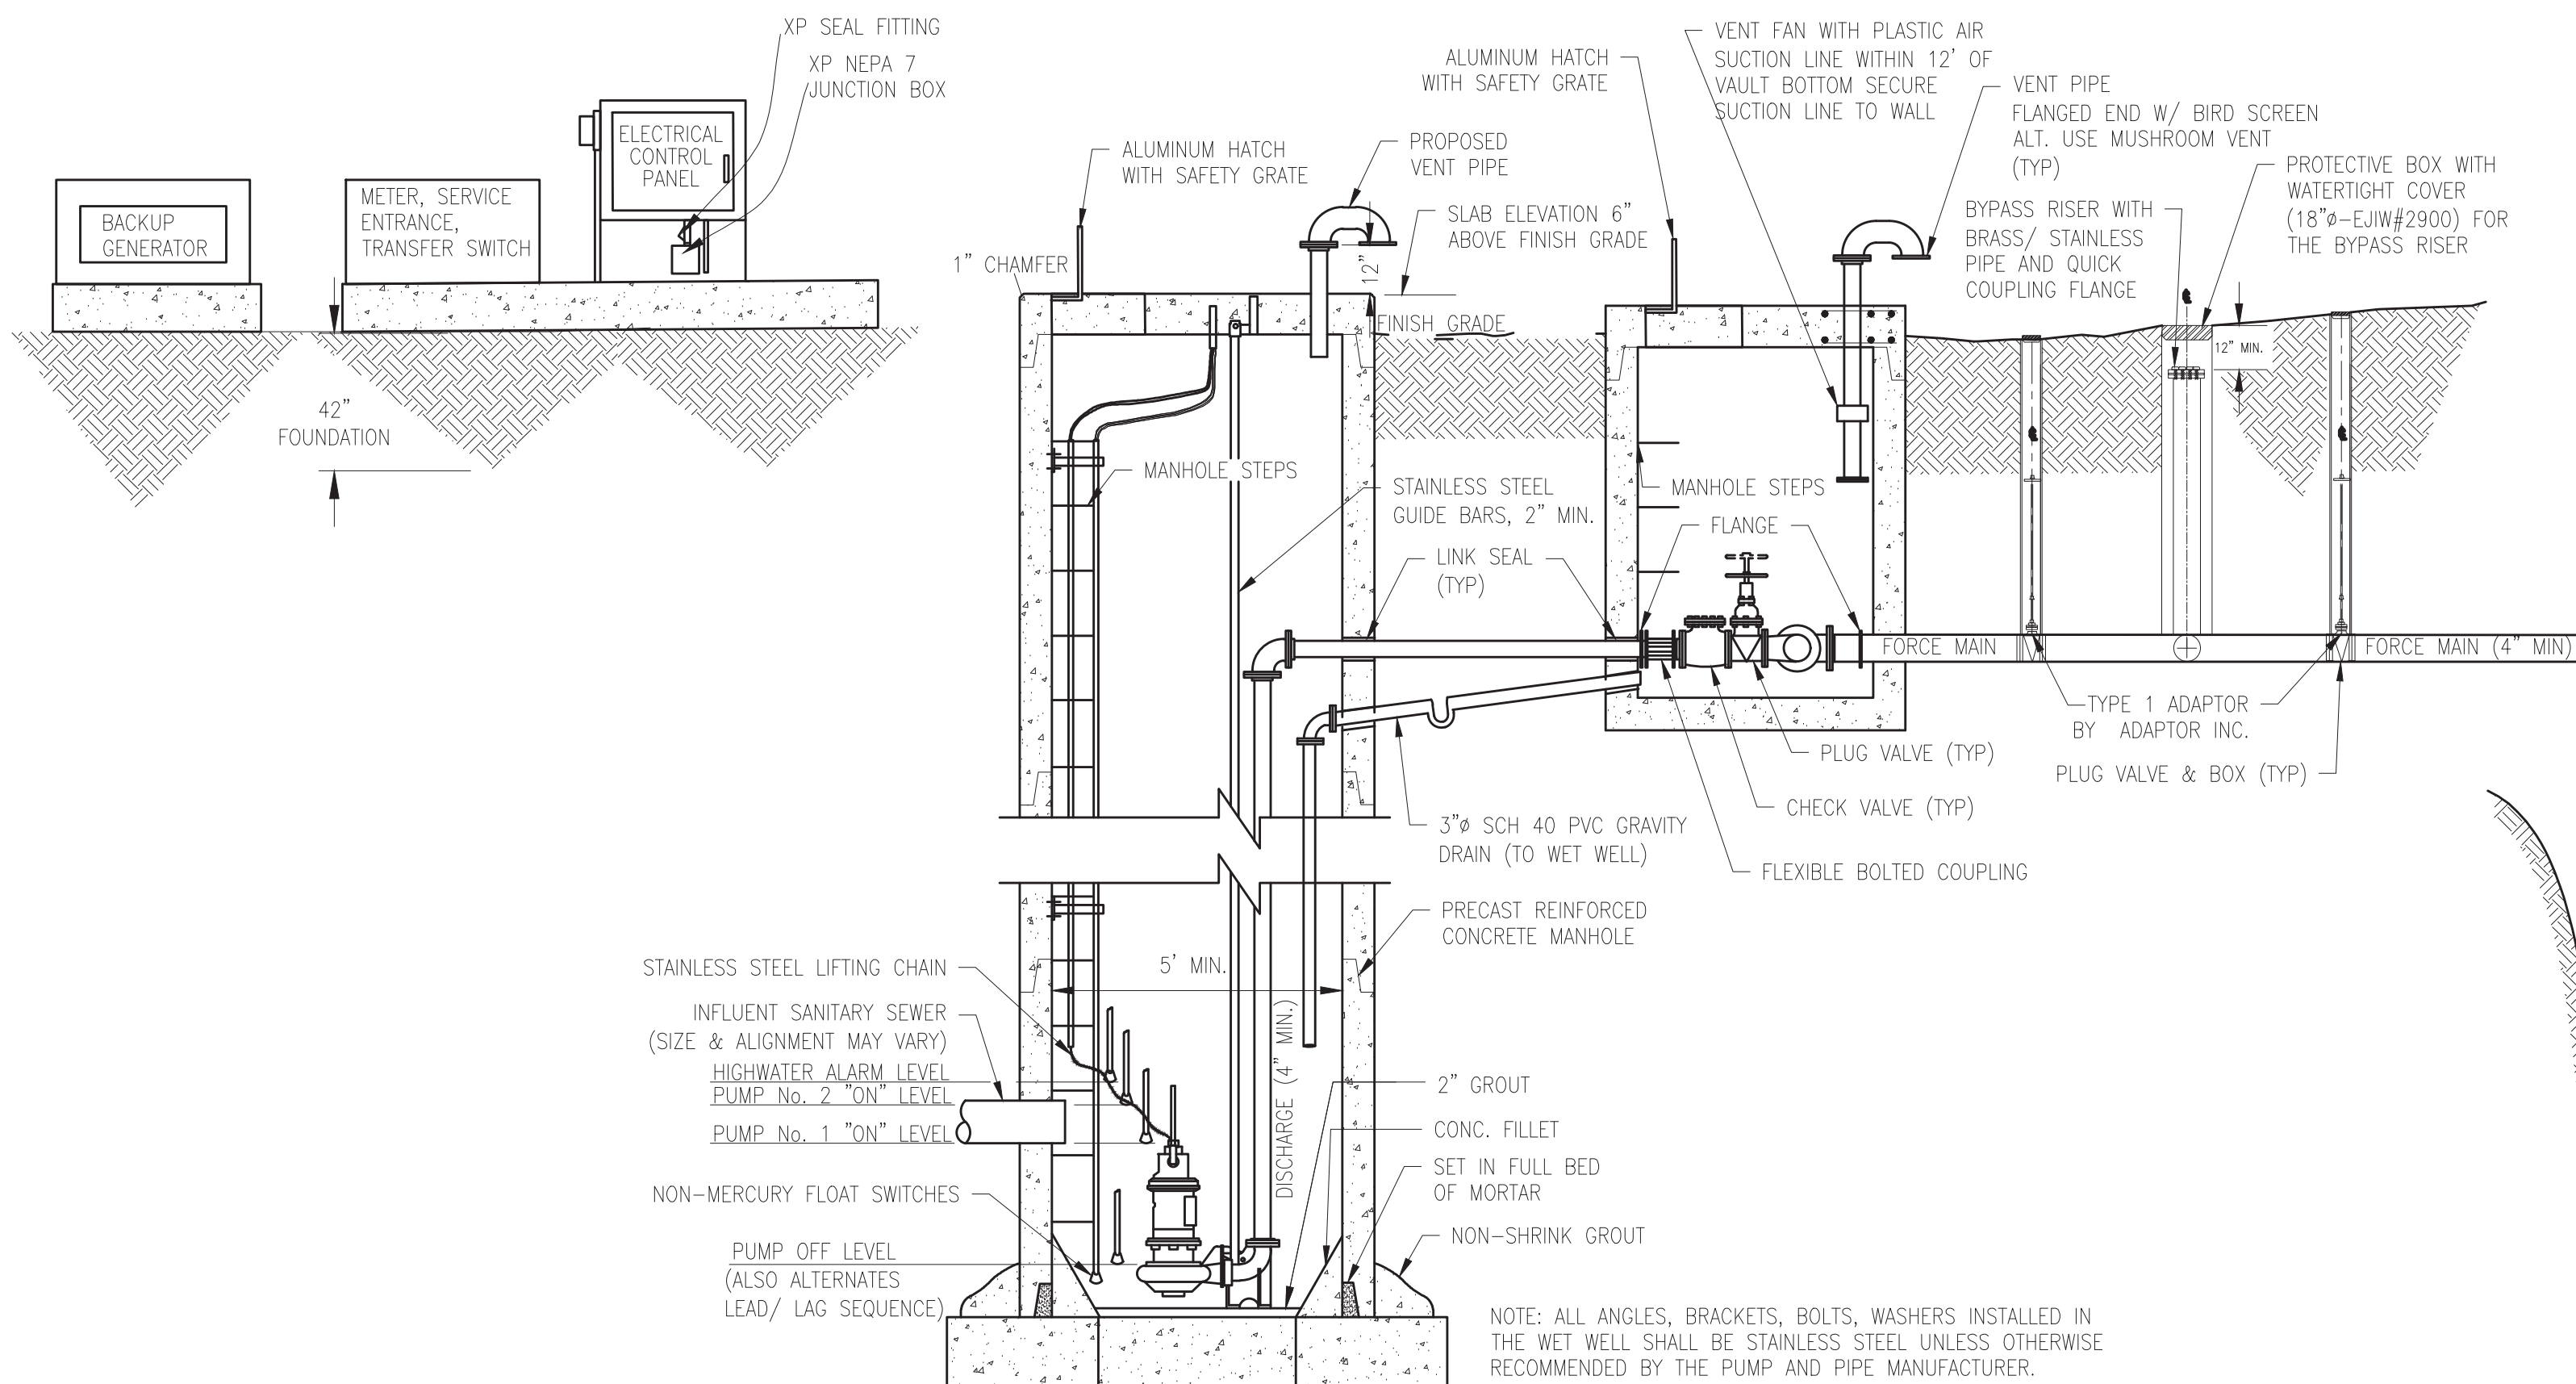 XP SEAL FITTING
XP NEPA 7
JUNCTION BOX
ELECTRICAL
CONTROL
PANEL
METER, SERVICE
ENTRANCE,
TRANSFER SWITCH
BACKUP
GENERATOR
42"
FOUNDATION
ALUMINUM HATCH
WITH SAFETY GRATE
1" CHAMFER
PROPOSED
VENT PIPE
SLAB ELEVATION 6"
ABOVE FINISH GRADE
12"
FINISH GRADE
ALUMINUM HATCH
WITH SAFETY GRATE
VENT FAN WITH PLASTIC AIR
SUCTION LINE WITHIN 12' OF
VAULT BOTTOM SECURE
SUCTION LINE TO WALL
VENT PIPE
FLANGED END W/ BIRD SCREEN
ALT. USE MUSHROOM VENT
(TYP)
PROTECTIVE BOX WITH
WATERTIGHT COVER
(18"ø-EJIW#2900) FOR
THE BYPASS RISER
BYPASS RISER WITH
BRASS/ STAINLESS
PIPE AND QUICK
COUPLING FLANGE
12" MIN.
MANHOLE STEPS
STAINLESS STEEL
GUIDE BARS, 2" MIN.
MANHOLE STEPS
FLANGE
LINK SEAL
(TYP)
FORCE MAIN
FORCE MAIN (4" MIN)
TYPE 1 ADAPTOR
BY ADAPTOR INC.
PLUG VALVE (TYP)
PLUG VALVE & BOX (TYP)
CHECK VALVE (TYP)
3"ø SCH 40 PVC GRAVITY
DRAIN (TO WET WELL)
FLEXIBLE BOLTED COUPLING
PRECAST REINFORCED
CONCRETE MANHOLE
5' MIN.
STAINLESS STEEL LIFTING CHAIN
INFLUENT SANITARY SEWER
(SIZE & ALIGNMENT MAY VARY)
HIGHWATER ALARM LEVEL
PUMP No. 2 "ON" LEVEL
PUMP No. 1 "ON" LEVEL
NON-MERCURY FLOAT SWITCHES
PUMP OFF LEVEL
(ALSO ALTERNATES
LEAD/ LAG SEQUENCE)
DISCHARGE (4" MIN.)
2" GROUT
CONC. FILLET
SET IN FULL BED
OF MORTAR
NON-SHRINK GROUT
NOTE: ALL ANGLES, BRACKETS, BOLTS, WASHERS INSTALLED IN
THE WET WELL SHALL BE STAINLESS STEEL UNLESS OTHERWISE
RECOMMENDED BY THE PUMP AND PIPE MANUFACTURER.